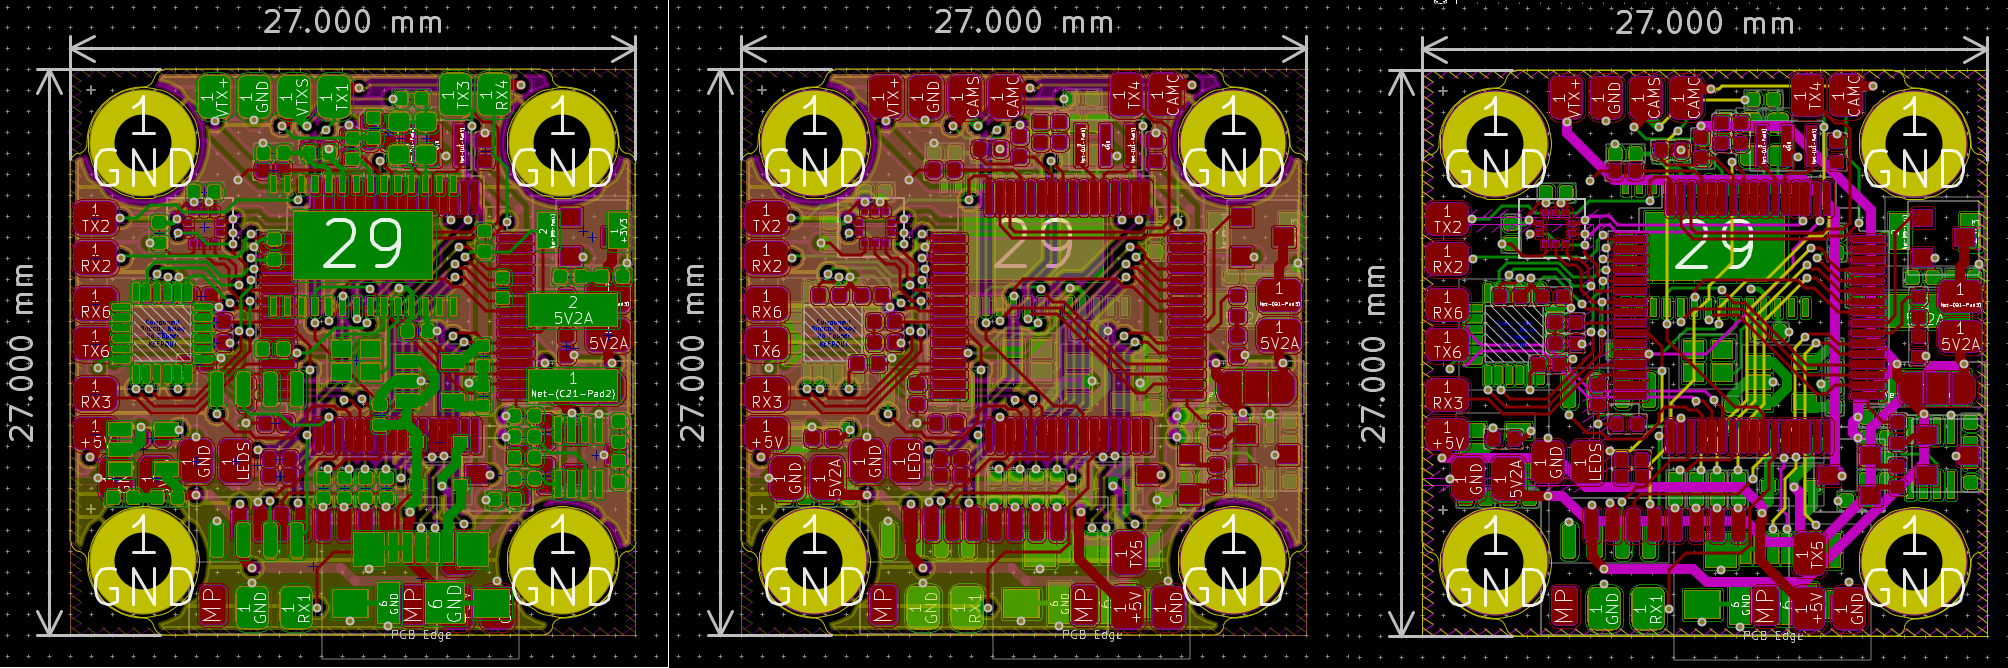 27.000 mm
27.000 mm
1
GND
1
VTX+
1
GND
1
VTXS
1
TX1
1
TX3
1
RX4
1
GND
1
TX2
1
RX2
1
RX6
1
TX6
1
RX3
+5V
29
2
1
+3V3
2
5V2A
5V2A
1
Net-(C21-Pad2)
1
GND
1
LEDS
1
GND
1
GND
MP
1
GND
1
RX1
6
GND
MP
6
GND
PCB Edge
27.000 mm
27.000 mm
1
GND
1
VTX+
1
GND
1
CAMS
1
CAMC
1
TX4
1
CAMC
1
GND
1
TX2
1
RX2
1
RX6
1
TX6
1
RX3
1
+5V
29
1
1
5V2A
1
GND
1
LEDS
1
GND
1
5V2A
1
GND
1
TX5
1
GND
MP
1
GND
1
RX1
6
GND
MP
1
+5V
1
GND
PCB Edge
27.000 mm
27.000 mm
1
GND
1
VTX+
1
GND
1
CAMS
1
CAMC
1
TX4
1
CAMC
1
GND
1
TX2
1
RX2
1
RX6
1
TX6
1
RX3
1
+5V
29
1
1
5V2A
1
GND
1
LEDS
1
GND
1
5V2A
1
GND
1
TX5
1
GND
MP
1
GND
1
RX1
6
GND
MP
1
+5V
1
GND
PCB Edge